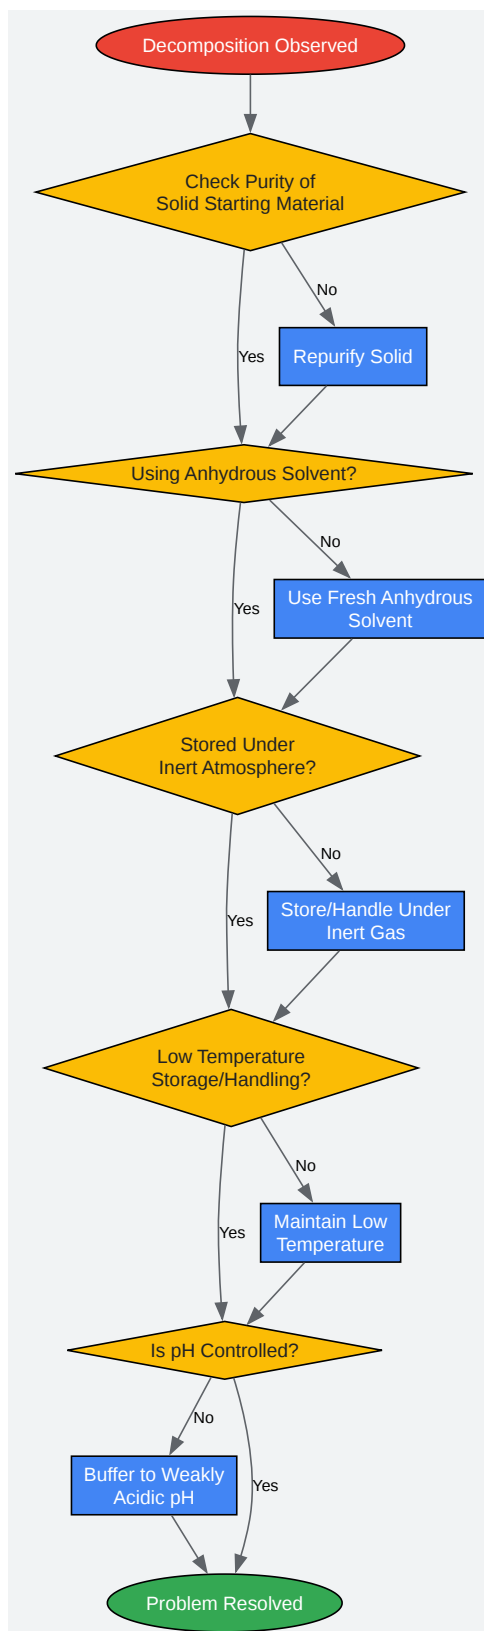 Decomposition Observed
Check Purity of
Solid Starting Material
No
Yes
Repurify Solid
Using Anhydrous Solvent?
No
Yes
Use Fresh Anhydrous
Solvent
Stored Under
Inert Atmosphere?
No
Yes
Store/Handle Under
Inert Gas
Low Temperature
Storage/Handling?
No
Yes
Maintain Low
Temperature
Is pH Controlled?
No
Buffer to Weakly
Acidic pH
Yes
Problem Resolved